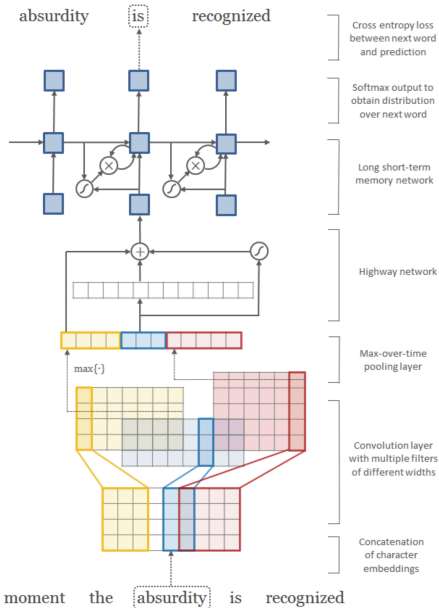 absurdity is recognized
Cross entropy loss
between next word
and prediction
Softmax output to
obtain distribution
over next word
Long short-term
memory network
Highway network
Max-over-time
pooling layer
max{·}
Convolution layer
with multiple filters
of different widths
Concatenation
of character
embeddings
moment the absurdity is recognized